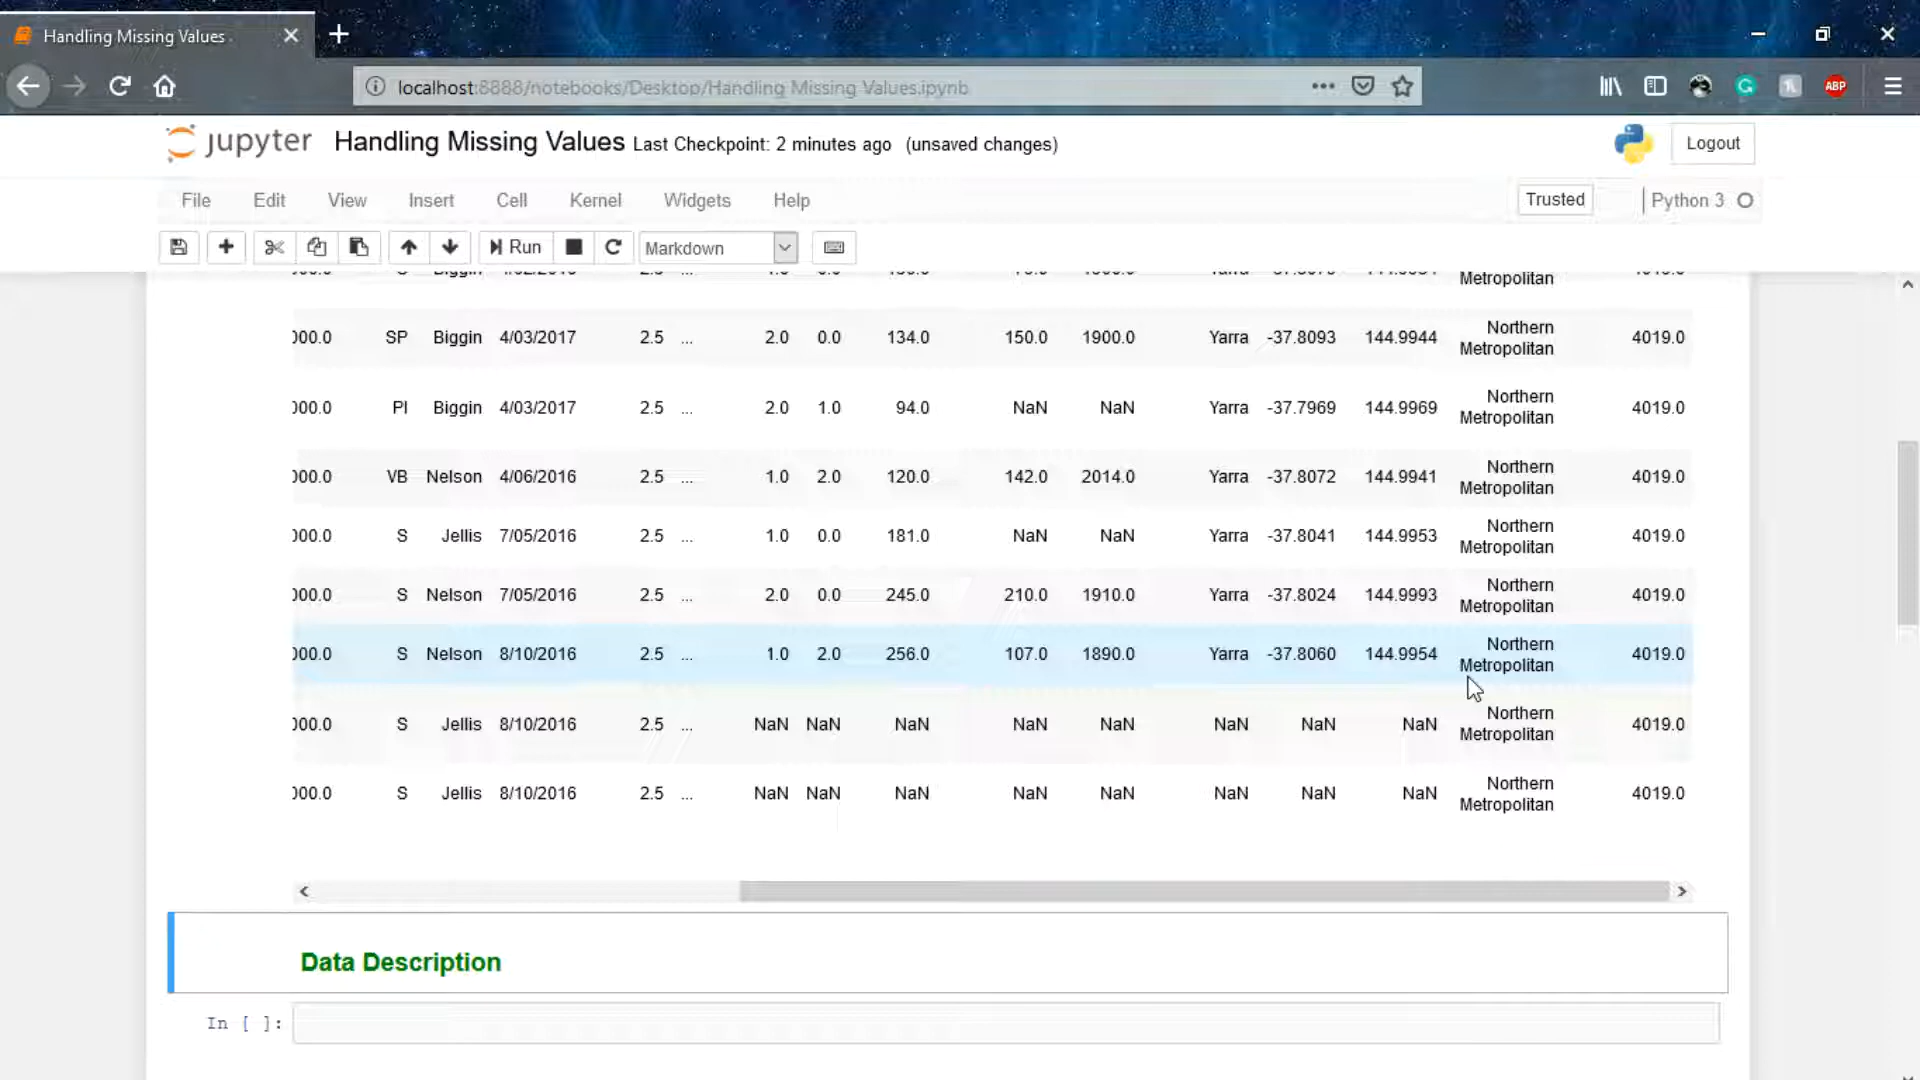 Handling Missing Values
localhost:8888/notebooks/Desktop/Handling Missing Values.ipynb
ABP
jupyter Handling Missing Values Last Checkpoint: 2 minutes ago (unsaved changes) Logout
File Edit View Insert Cell Kernel Widgets Help Trusted Python 3
Run Markdown
Metropolitan
000.0 SP Biggin 4/03/2017 2.5 ... 2.0 0.0 134.0 150.0 1900.0 Yarra -37.8093 144.9944 Northern Metropolitan 4019.0
000.0 PI Biggin 4/03/2017 2.5 ... 2.0 1.0 94.0 NaN NaN Yarra -37.7969 144.9969 Northern Metropolitan 4019.0
000.0 VB Nelson 4/06/2016 2.5 ... 1.0 2.0 120.0 142.0 2014.0 Yarra -37.8072 144.9941 Northern Metropolitan 4019.0
000.0 S Jellis 7/05/2016 2.5 ... 1.0 0.0 181.0 NaN NaN Yarra -37.8041 144.9953 Northern Metropolitan 4019.0
000.0 S Nelson 7/05/2016 2.5 ... 2.0 0.0 245.0 210.0 1910.0 Yarra -37.8024 144.9993 Northern Metropolitan 4019.0
000.0 S Nelson 8/10/2016 2.5 ... 1.0 2.0 256.0 107.0 1890.0 Yarra -37.8060 144.9954 Northern Metropolitan 4019.0
000.0 S Jellis 8/10/2016 2.5 ... NaN NaN NaN NaN NaN NaN NaN NaN Northern Metropolitan 4019.0
000.0 S Jellis 8/10/2016 2.5 ... NaN NaN NaN NaN NaN NaN NaN NaN Northern Metropolitan 4019.0
Data Description
In [ ]: